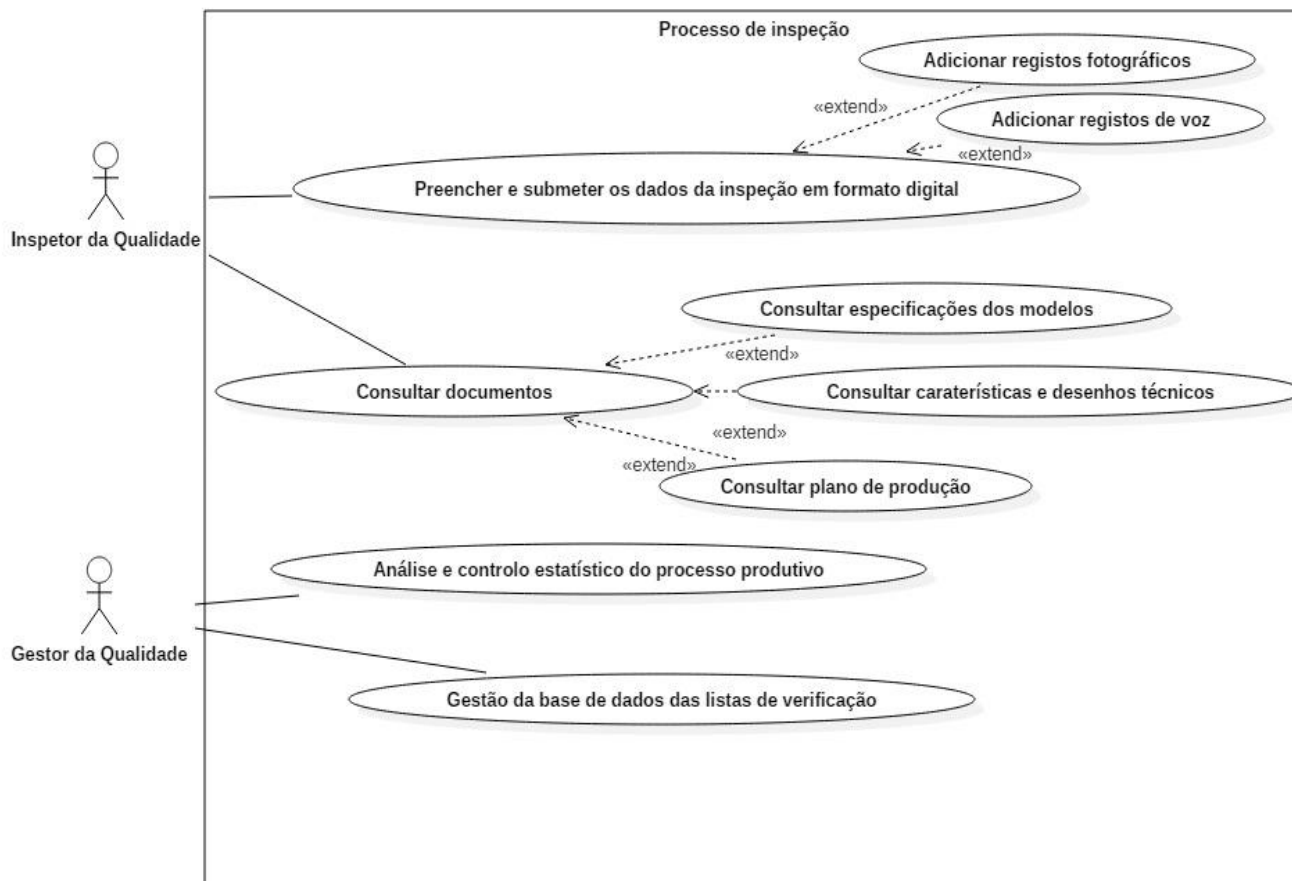 Processo de inspeção
Adicionar registos fotográficos
«extend»
Adicionar registos de voz
«extend»
Preencher e submeter os dados da inspeção em formato digital
Inspetor da Qualidade
Consultar especificações dos modelos
«extend»
Consultar documentos
Consultar caraterísticas e desenhos técnicos
«extend»
«extend»
Consultar plano de produção
Análise e controlo estatístico do processo produtivo
Gestor da Qualidade
Gestão da base de dados das listas de verificação